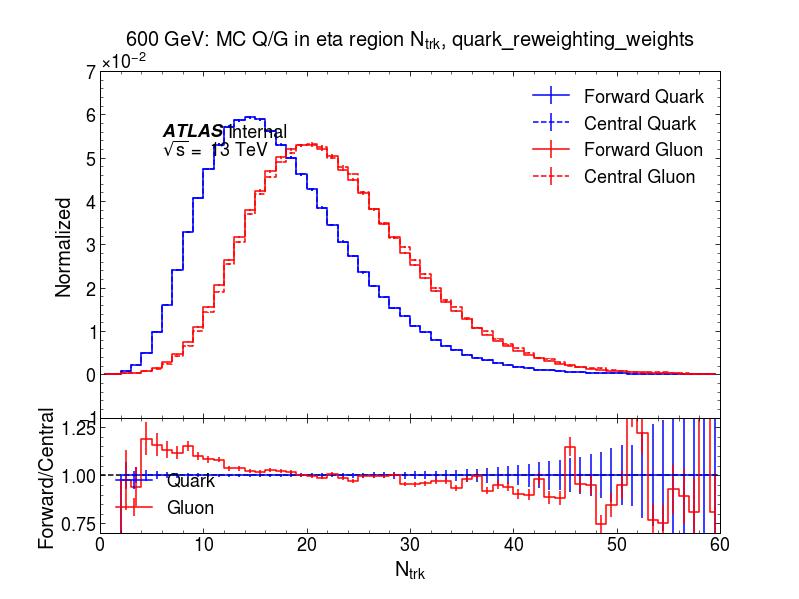 600 GeV: MC Q/G in eta region N_trk, quark_reweighting_weights
×10⁻²
7
6
5
4
3
2
1
0
−1
Normalized
ATLAS Internal
√s = 13 TeV
Forward Quark
Central Quark
Forward Gluon
Central Gluon
Forward/Central
1.25
1.00
0.75
Quark
Gluon
0 10 20 30 40 50 60
N_trk